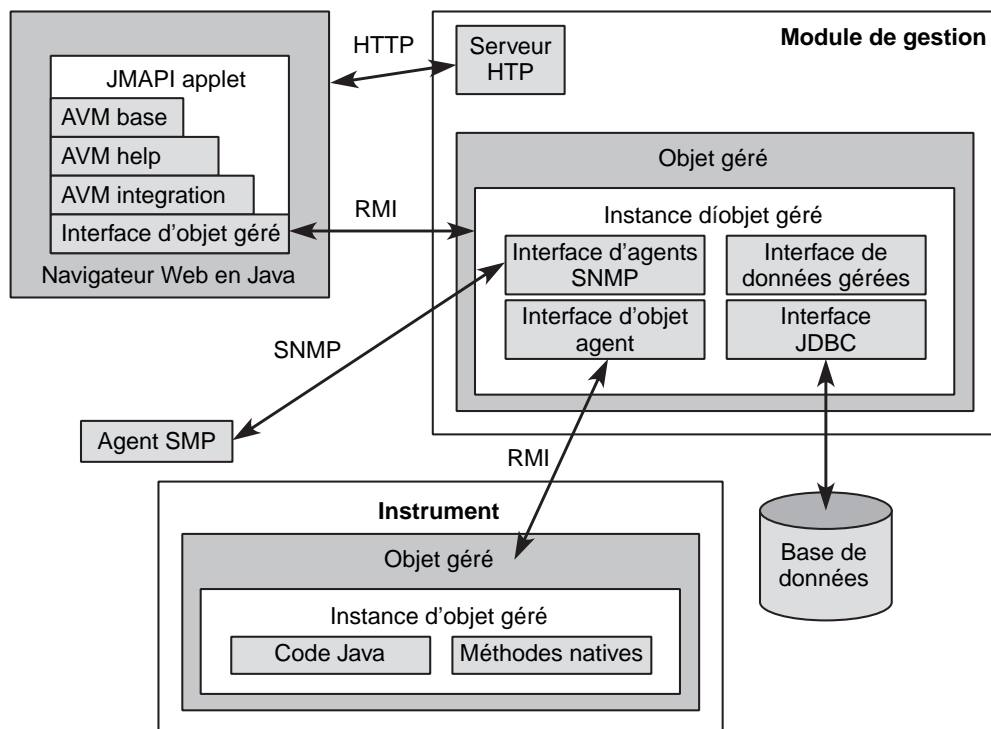 HTTP
Serveur
HTP
Module de gestion
JMAPI applet
AVM base
AVM help
AVM integration
Interface d'objet géré
Navigateur Web en Java
RMI
Objet géré
Instance díobjet géré
Interface d'agents
SNMP
Interface de
données gérées
Interface d'objet
agent
Interface
JDBC
SNMP
Agent SMP
RMI
Instrument
Objet géré
Instance d'objet géré
Code Java
Méthodes natives
Base de
données